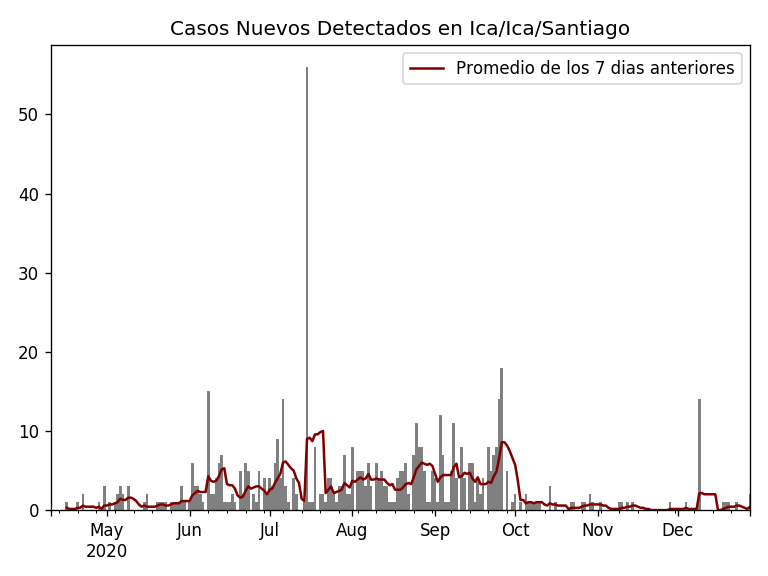 Casos Nuevos Detectados en Ica/Ica/Santiago
Promedio de los 7 dias anteriores
50
40
30
20
10
0
May Jun Jul Aug Sep Oct Nov Dec
2020